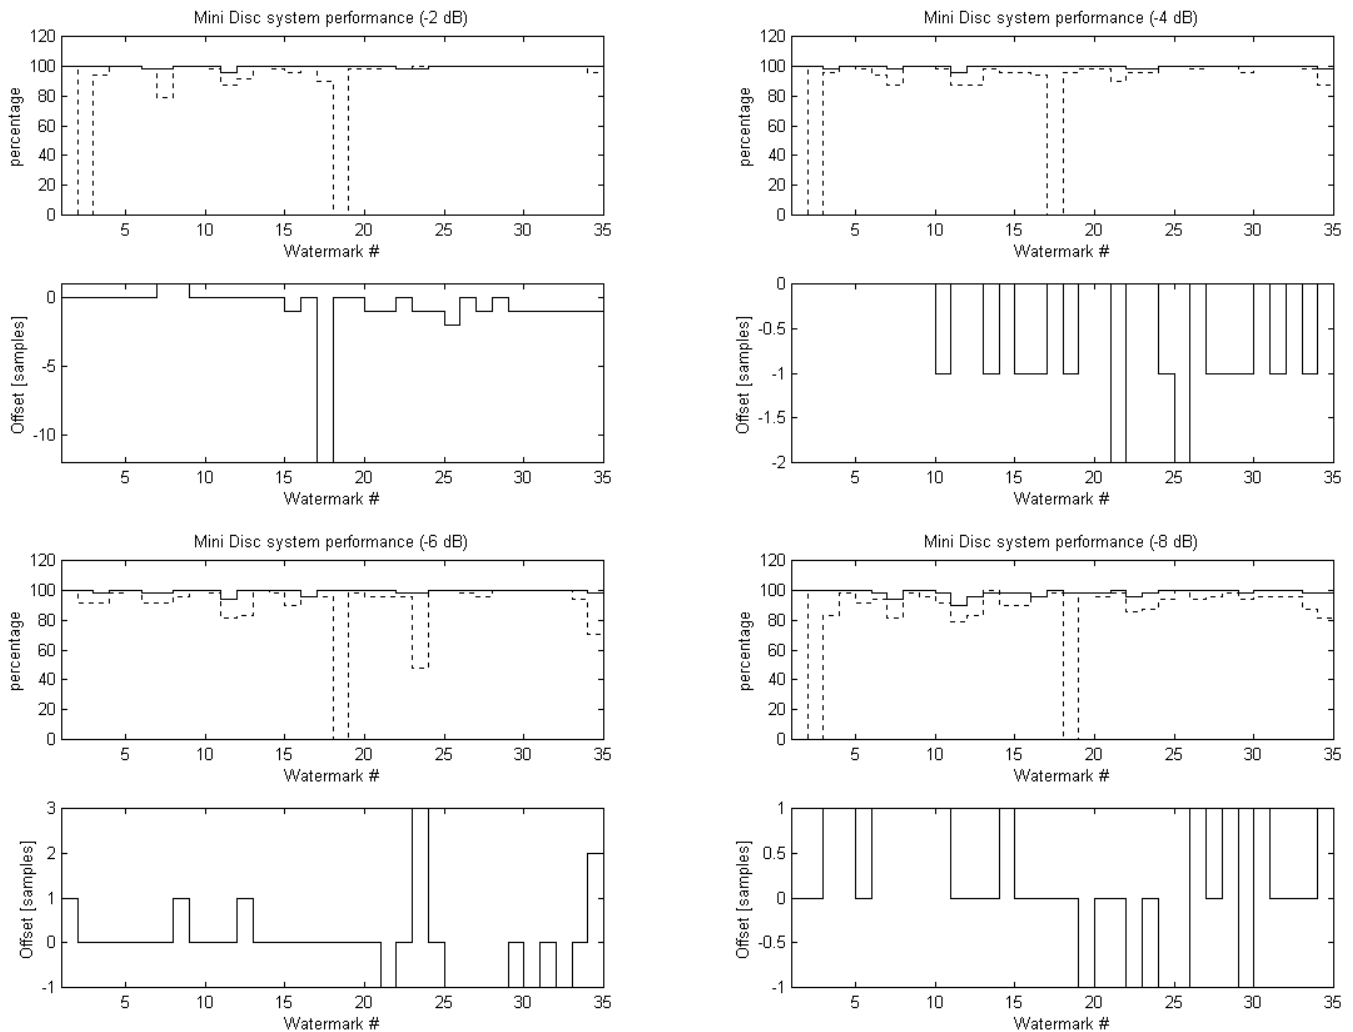 Mini Disc system performance (-2 dB)
120
100
80
60
40
20
0
percentage
5 10 15 20 25 30 35
Watermark #
0
-5
-10
Offset [samples]
5 10 15 20 25 30 35
Watermark #
Mini Disc system performance (-4 dB)
120
100
80
60
40
20
0
percentage
5 10 15 20 25 30 35
Watermark #
0
-0.5
-1
-1.5
-2
Offset [samples]
5 10 15 20 25 30 35
Watermark #
Mini Disc system performance (-6 dB)
120
100
80
60
40
20
0
percentage
5 10 15 20 25 30 35
Watermark #
3
2
1
0
-1
Offset [samples]
5 10 15 20 25 30 35
Watermark #
Mini Disc system performance (-8 dB)
120
100
80
60
40
20
0
percentage
5 10 15 20 25 30 35
Watermark #
1
0.5
0
-0.5
-1
Offset [samples]
5 10 15 20 25 30 35
Watermark #